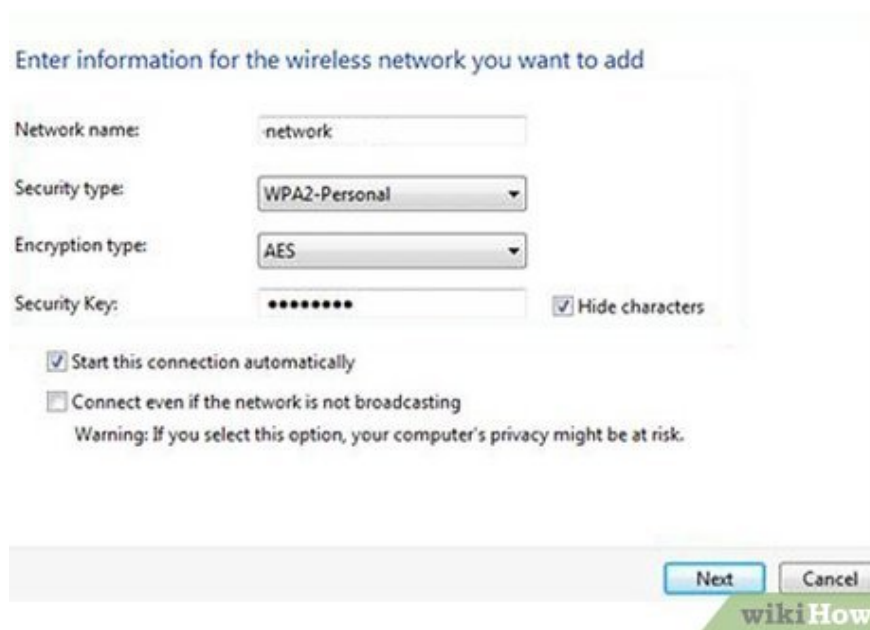 Enter information for the wireless network you want to add
Network name: network
Security type: WPA2-Personal
Encryption type: AES
Security Key: ●●●●●●●● Hide characters
Start this connection automatically
Connect even if the network is not broadcasting
Warning: If you select this option, your computer's privacy might be at risk.
Next Cancel
wikiHow